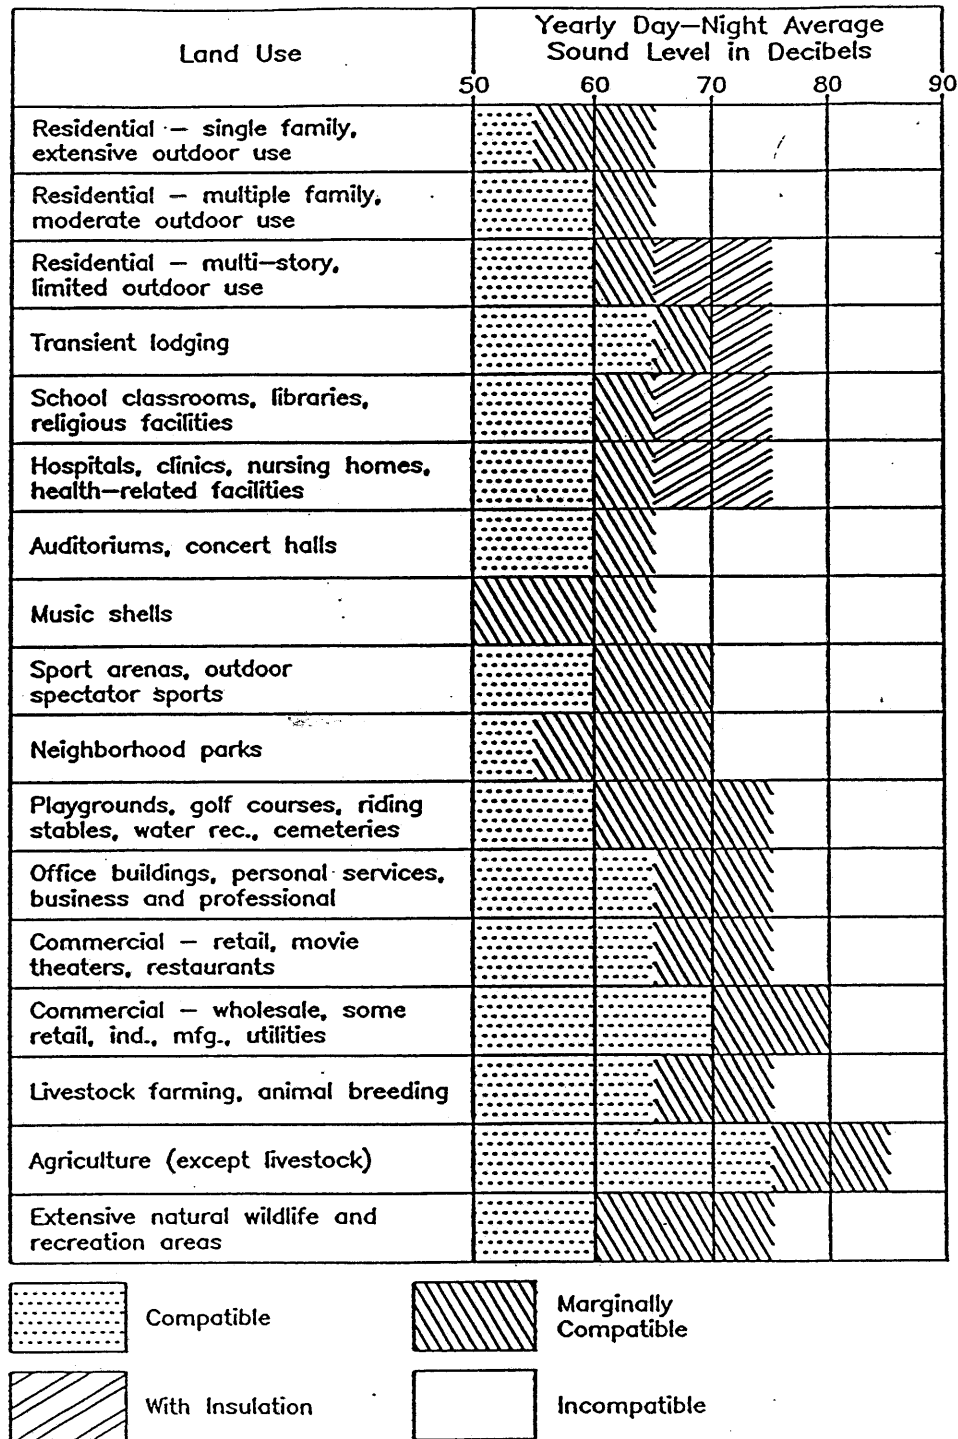 Land Use
Yearly Day—Night Average
Sound Level in Decibels
50 60 70 80 90
Residential — single family,
extensive outdoor use
Residential — multiple family,
moderate outdoor use
Residential — multi—story,
limited outdoor use
Transient lodging
School classrooms, libraries,
religious facilities
Hospitals, clinics, nursing homes,
health—related facilities
Auditoriums, concert halls
Music shells
Sport arenas, outdoor
spectator sports
Neighborhood parks
Playgrounds, golf courses, riding
stables, water rec., cemeteries
Office buildings, personal services,
business and professional
Commercial — retail, movie
theaters, restaurants
Commercial — wholesale, some
retail, ind., mfg., utilities
Livestock farming, animal breeding
Agriculture (except livestock)
Extensive natural wildlife and
recreation areas
Compatible
Marginally
Compatible
With Insulation
Incompatible